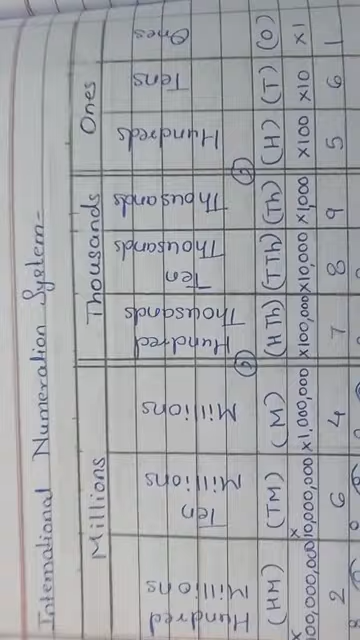 International Numeration System-
Millions Thousands Ones
Hundred Millions Ten Millions Millions Hundred Thousands Ten Thousands Thousands Hundreds Tens Ones
(HM) (TM) (M) (HTh) (TTh) (Th) (H) (T) (O)
×100,000,000 ×10,000,000 ×1,000,000 ×100,000 ×10,000 ×1,000 ×100 ×10 ×1
2 6 4 7 8 9 5 6 1